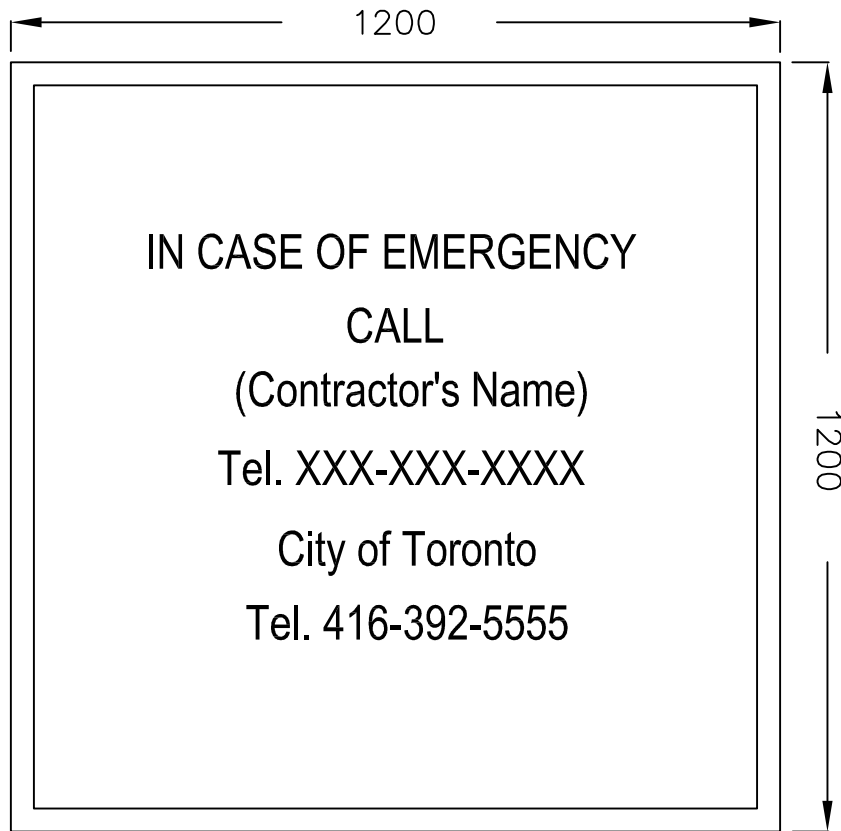 1200
IN CASE OF EMERGENCY
CALL
(Contractor's Name)
Tel. XXX-XXX-XXXX
1200
City of Toronto
Tel. 416-392-5555